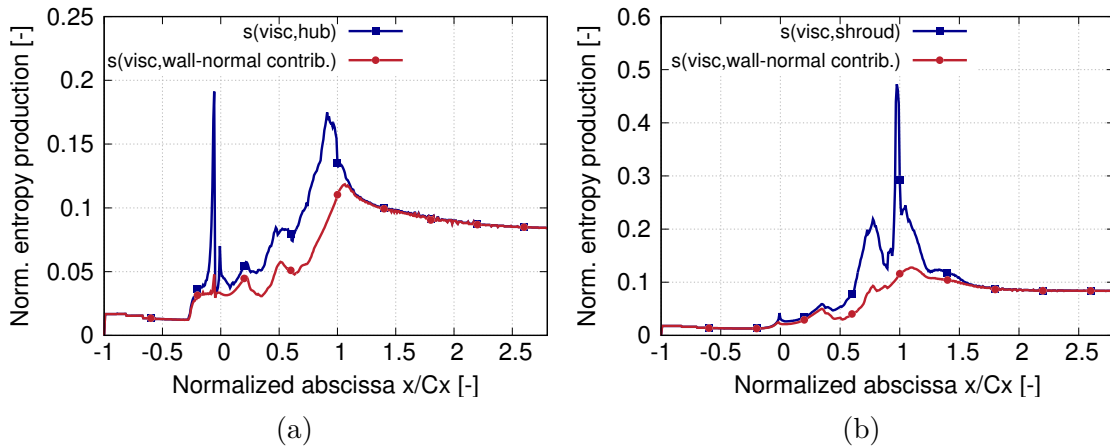 0.25
0.2
0.15
0.1
0.05
0
Norm. entropy production [-]
s(visc,hub)
s(visc,wall-normal contrib.)
-1 -0.5 0 0.5 1 1.5 2 2.5
Normalized abscissa x/Cx [-]
(a)
0.6
0.5
0.4
0.3
0.2
0.1
0
Norm. entropy production [-]
s(visc,shroud)
s(visc,wall-normal contrib.)
-1 -0.5 0 0.5 1 1.5 2 2.5
Normalized abscissa x/Cx [-]
(b)